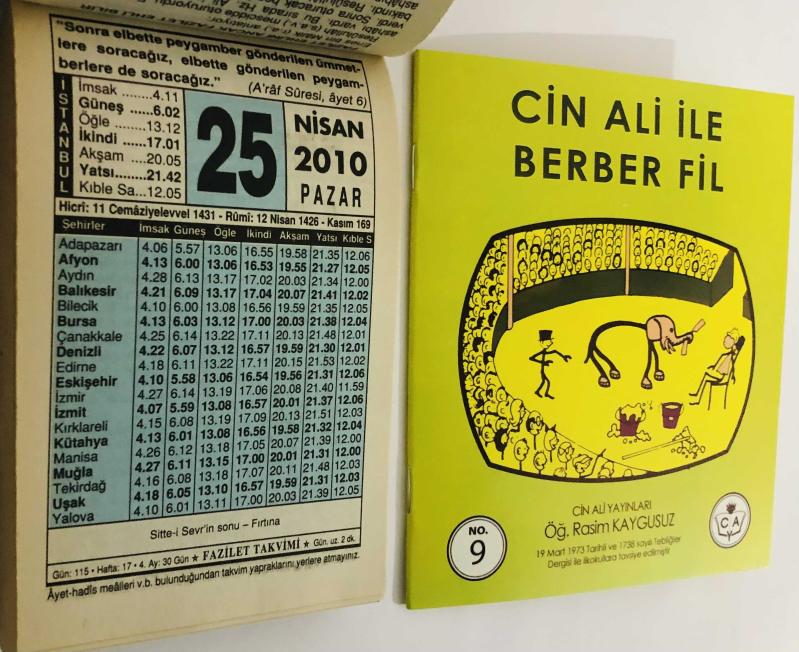 "Sonra elbette peygamber gönderilen ümmet-
lere soracağız, elbette gönderilen peygam-
berlere de soracağız."
(A'râf Sûresi, âyet 6)
İSTANBUL
İmsak ........4.11
Güneş ......6.02
Öğle ........13.12
İkindi ......17.01
Akşam ....20.05
Yatsı.......21.42
Kıble Sa...12.05
25
NİSAN
2010
PAZAR
Hicrî: 11 Cemâziyelevvel 1431 - Rûmî: 12 Nisan 1426 - Kasım 169
Şehirler İmsak Güneş Öğle İkindi Akşam Yatsı Kıble S
Adapazarı 4.06 5.57 13.06 16.55 19.58 21.35 12.06
Afyon 4.13 6.00 13.06 16.53 19.55 21.27 12.05
Aydın 4.28 6.13 13.17 17.02 20.03 21.34 12.00
Balıkesir 4.21 6.09 13.17 17.04 20.07 21.41 12.02
Bilecik 4.10 6.00 13.08 16.56 19.59 21.35 12.05
Bursa 4.13 6.03 13.12 17.00 20.03 21.38 12.04
Çanakkale 4.25 6.14 13.22 17.11 20.13 21.48 12.01
Denizli 4.22 6.07 13.12 16.57 19.59 21.30 12.01
Edirne 4.18 6.11 13.22 17.11 20.15 21.53 12.02
Eskişehir 4.10 5.58 13.06 16.54 19.56 21.31 12.06
İzmir 4.27 6.14 13.19 17.06 20.08 21.40 11.59
İzmit 4.07 5.59 13.08 16.57 20.01 21.37 12.06
Kırklareli 4.15 6.08 13.19 17.09 20.13 21.51 12.03
Kütahya 4.13 6.01 13.08 16.56 19.58 21.32 12.04
Manisa 4.26 6.12 13.18 17.05 20.07 21.39 12.00
Muğla 4.27 6.11 13.15 17.00 20.01 21.31 12.00
Tekirdağ 4.16 6.08 13.18 17.07 20.11 21.48 12.03
Uşak 4.18 6.05 13.10 16.57 19.59 21.31 12.03
Yalova 4.10 6.01 13.11 17.00 20.03 21.39 12.05
Sitte-i Sevr'in sonu – Fırtına
Gün: 115 • Hafta: 17 • 4. Ay: 30 Gün ★ FAZİLET TAKVİMİ ★ Gün. uz. 2 dk.
Âyet-hadîs meâlleri v.b. bulunduğundan takvim yapraklarını yerlere atmayınız.
CİN ALİ İLE
BERBER FİL
CİN ALİ YAYINLARI
Öğ. Rasim KAYGUSUZ
19 Mart 1973 Tarihli ve 1738 sayılı Tebliğler
Dergisi ile ilkokullara tavsiye edilmiştir
NO.
9
C A
Y